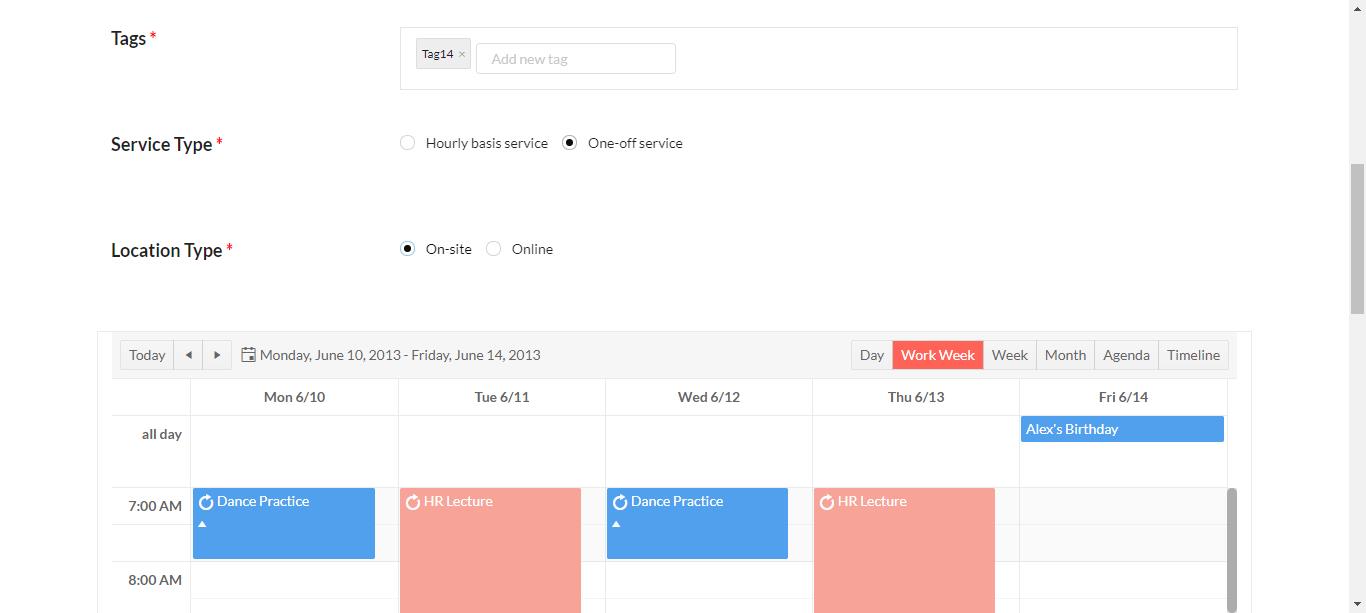 Tags *
Tag14 ×
Add new tag
Service Type *
Hourly basis service
One-off service
Location Type *
On-site
Online
Today
Monday, June 10, 2013 - Friday, June 14, 2013
Day
Work Week
Week
Month
Agenda
Timeline
Mon 6/10
Tue 6/11
Wed 6/12
Thu 6/13
Fri 6/14
all day
Alex's Birthday
7:00 AM
Dance Practice
HR Lecture
Dance Practice
HR Lecture
8:00 AM